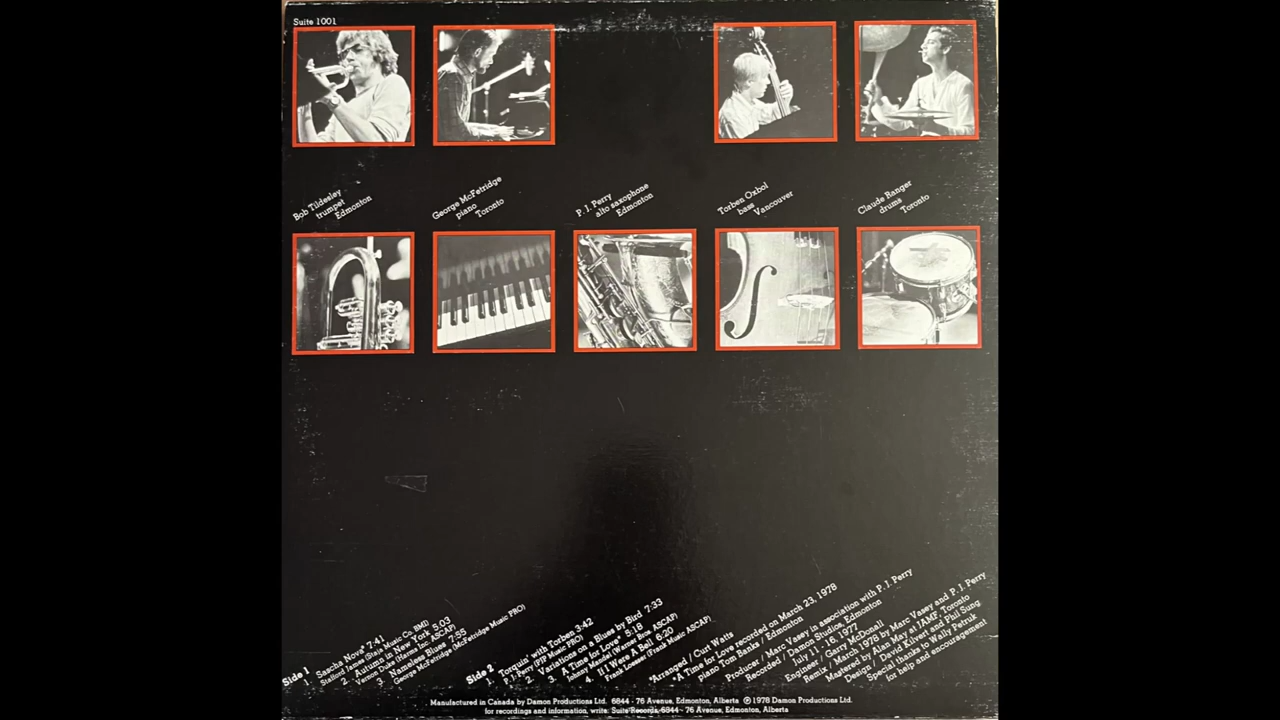 Suite 1001
Bob Tildesley
trumpet
Edmonton
George McFetridge
piano
Toronto
P. J. Perry
alto saxophone
Edmonton
Torben Oxbol
bass
Vancouver
Claude Ranger
drums
Toronto
Side 1
1. Sascha Nova* 7:41
Stafford James (Staja Music Co. BMI)
2. Autumn in New York 5:03
Vernon Duke (Harms Inc. ASCAP)
3. Nameless Blues 7:55
George McFetridge (McFetridge Music PRO)
Side 2
1. Torquin' with Torben 3:42
P. J. Perry (PJP Music PRO)
2. Variations on a Blues by Bird 7:33
3. "A Time for Love" 5:18
Johnny Mandel (Warner Bros. ASCAP)
4. If I Were A Bell 6:20
Frank Loesser (Frank Music ASCAP)
*Arranged / Curt Watts
"A Time for Love recorded on March 23, 1978
piano Tom Banks / Edmonton
Producer / Marc Vasey in association with P. J. Perry
Recorded / Damon Studios, Edmonton
July 11-16, 1977
Engineer / Garry McDonall
Remix / March 1978 by Marc Vasey and P. J. Perry
Mastered by Alan May at IAMF, Toronto
Design / David Kilvert and Phil Sung
Special thanks to Wally Petruk
for help and encouragement
Manufactured in Canada by Damon Productions Ltd. 6844 - 76 Avenue, Edmonton, Alberta ℗ 1978 Damon Productions Ltd.
for recordings and information, write: Suite Records, 6844 - 76 Avenue, Edmonton, Alberta